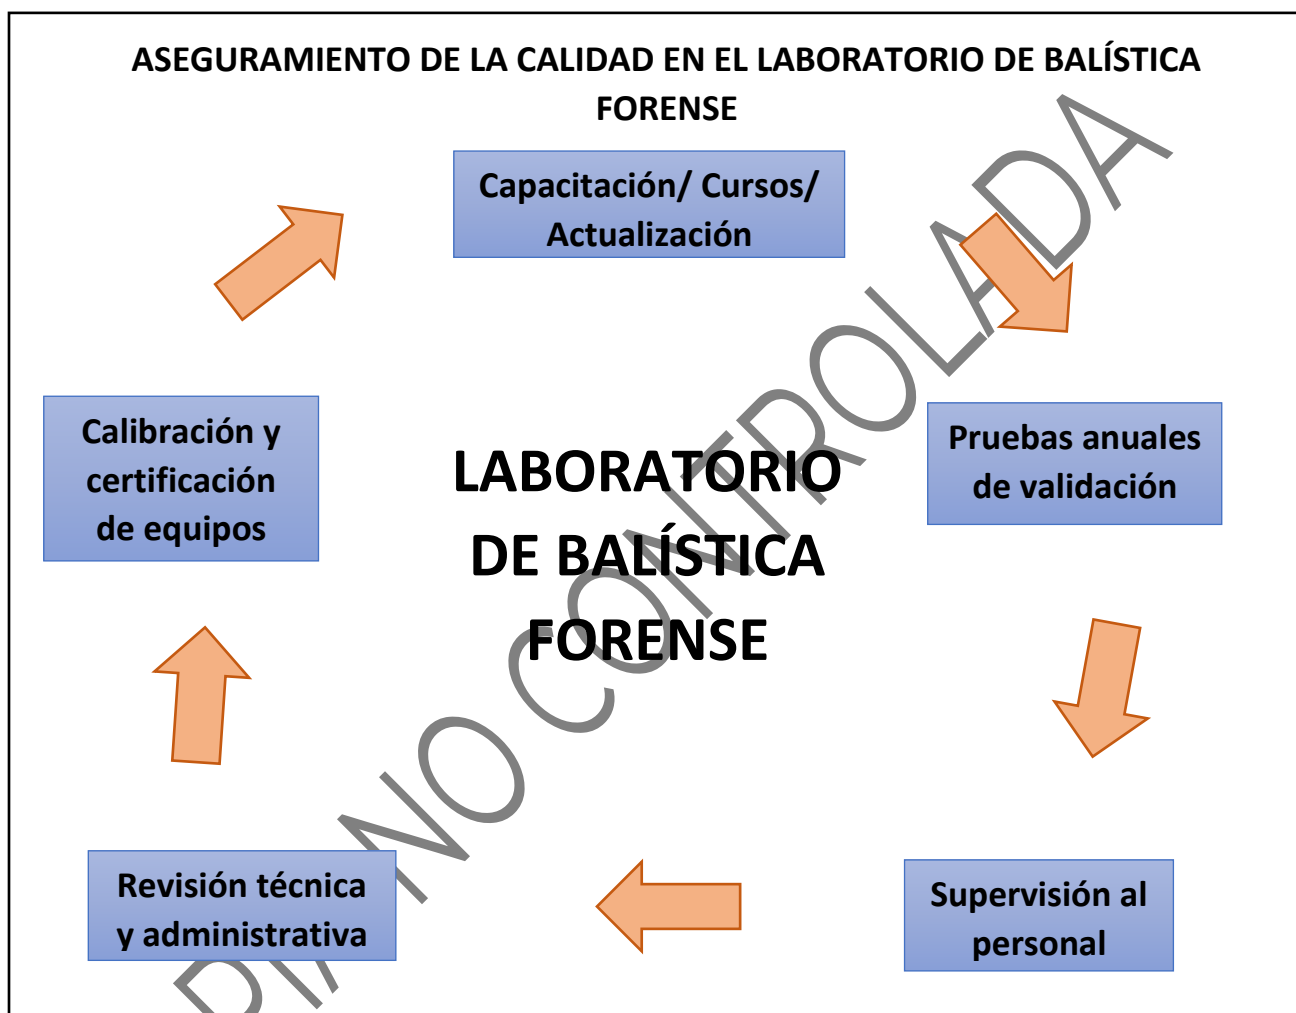 ASEGURAMIENTO DE LA CALIDAD EN EL LABORATORIO DE BALÍSTICA
FORENSE
Capacitación/ Cursos/
Actualización
Calibración y
certificación
de equipos
Pruebas anuales
de validación
LABORATORIO
DE BALÍSTICA
FORENSE
Revisión técnica
y administrativa
Supervisión al
personal
NO CONTROLADA